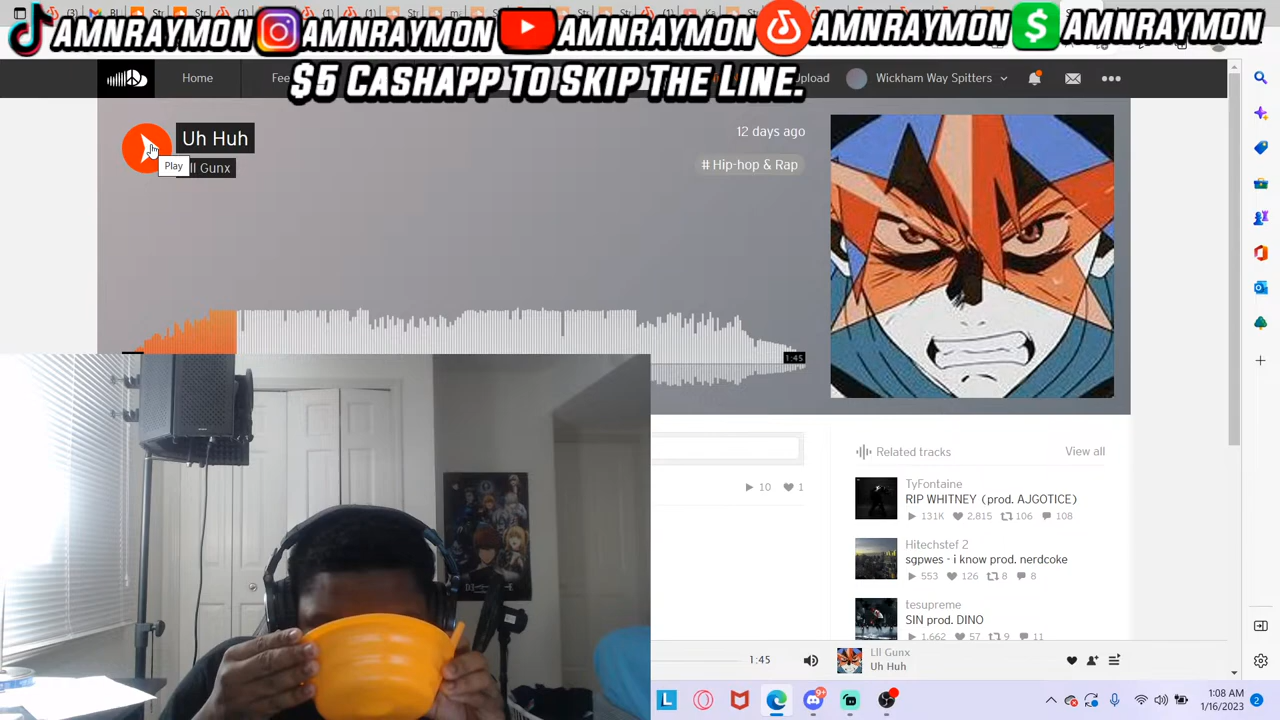 AMNRAYMON AMNRAYMON AMNRAYMON AMNRAYMON AMNRAYMON
$5 CASHAPP TO SKIP THE LINE.
Home
Upload
Wickham Way Spitters
Uh Huh
12 days ago
Play
Gunx
# Hip-hop & Rap
1:45
10 1
Related tracks
View all
TyFontaine
RIP WHITNEY (prod. AJGOTICE)
131K 2,815 106 108
Hitechstef 2
sgpwes - i know prod. nerdcoke
553 126 8 8
tesupreme
SIN prod. DINO
1,662 57 9 11
1:45
Lll Gunx
Uh Huh
1:08 AM
1/16/2023